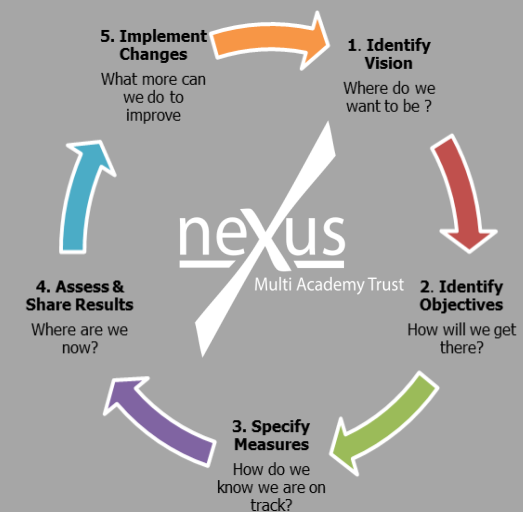 5. Implement
Changes
What more can
we do to
improve
1. Identify
Vision
Where do we
want to be ?
nexus
Multi Academy Trust
2. Identify
Objectives
How will we get
there?
4. Assess &
Share Results
Where are we
now?
3. Specify
Measures
How do we
know we are on
track?